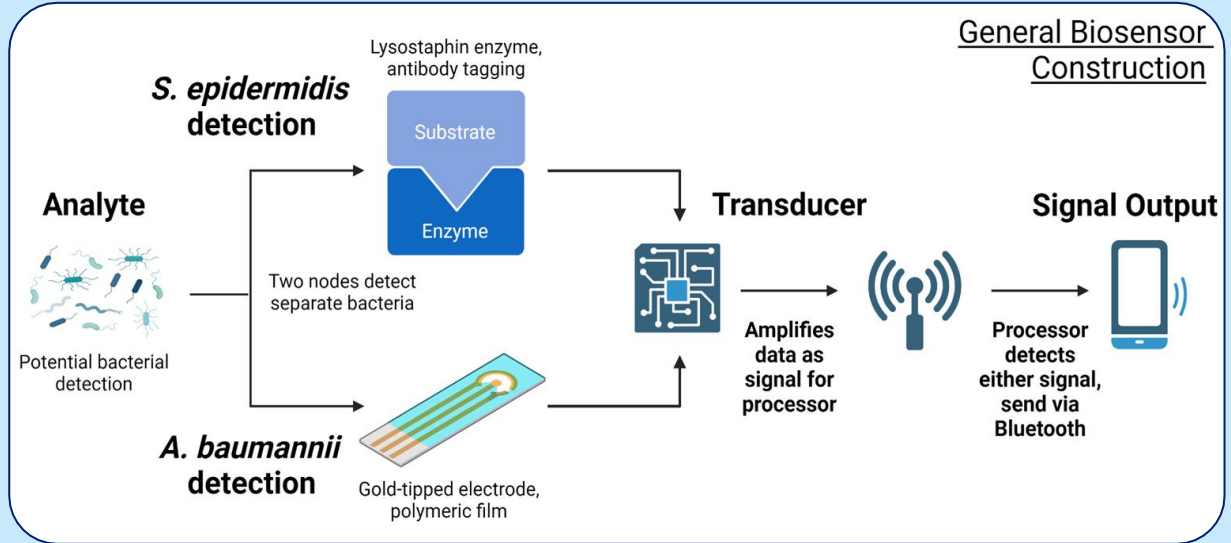 General Biosensor
Construction
Lysostaphin enzyme,
antibody tagging
S. epidermidis
detection
Substrate
Enzyme
Analyte
Two nodes detect
separate bacteria
Potential bacterial
detection
A. baumannii
detection
Gold-tipped electrode,
polymeric film
Transducer
Amplifies
data as
signal for
processor
Signal Output
Processor
detects
either signal,
send via
Bluetooth